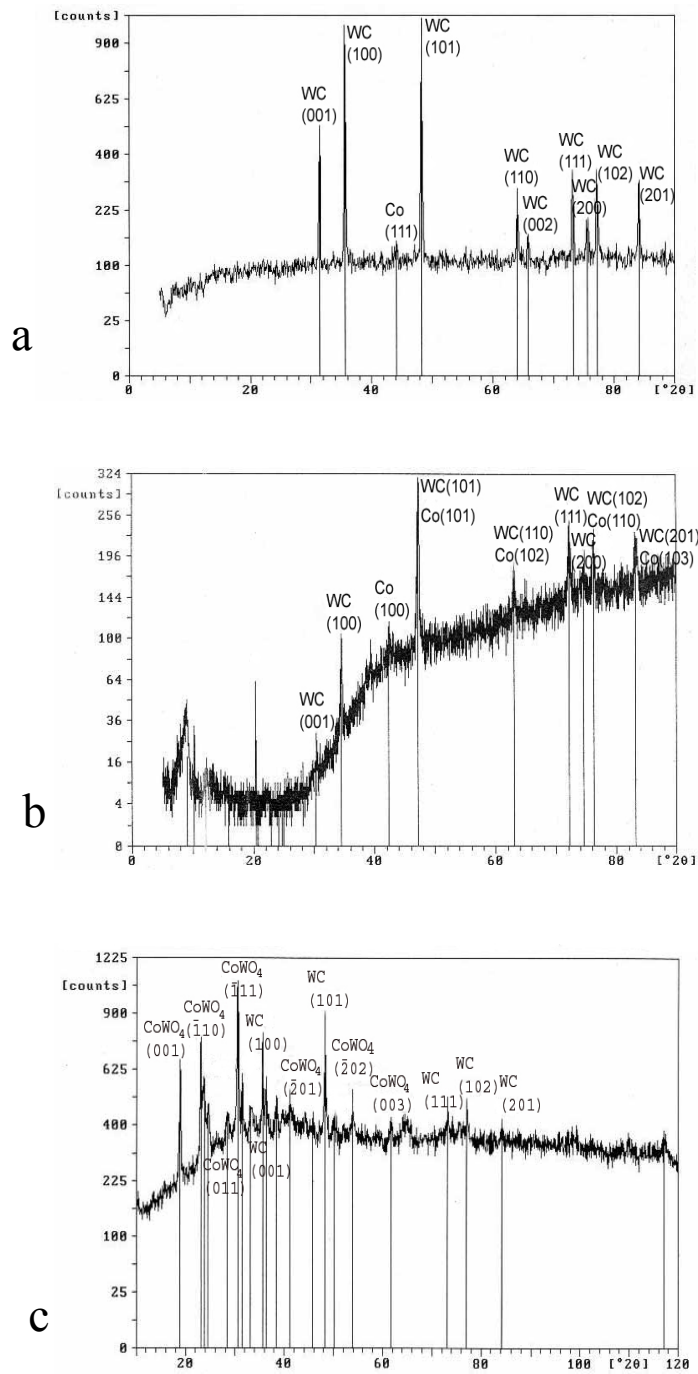 [counts]
900
625
400
225
100
25
0
WC
(001)
WC
(100)
Co
(111)
WC
(101)
WC
(110)
WC
(002)
WC
(111)
WC
(200)
WC
(102)
WC
(201)
0
20
40
60
80
[°2θ]
a
324
[counts]
256
196
144
100
64
36
16
4
0
WC
(001)
WC
(100)
Co
(100)
WC(101)
Co(101)
WC(110)
Co(102)
WC
(111)
WC
(200)
WC(102)
Co(110)
WC(201)
Co(103)
0
20
40
60
80
[°2θ]
b
1225
[counts]
900
625
400
225
100
25
0
CoWO₄
(001)
CoWO₄
(1̄10)
CoWO₄
(011)
CoWO₄
(1̄11)
WC
(100)
WC
(001)
CoWO₄
(2̄01)
WC
(101)
CoWO₄
(2̄02)
CoWO₄
(003)
WC
(111)
WC
(102)
WC
(201)
20
40
60
80
100
[°2θ]
120
c